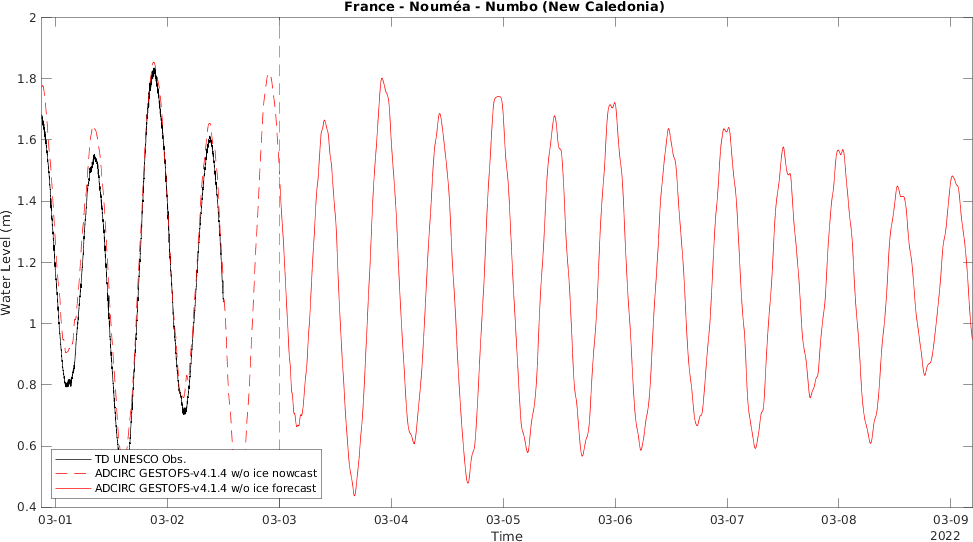 France - Nouméa - Numbo (New Caledonia)
Water Level (m)
2
1.8
1.6
1.4
1.2
1
0.8
0.6
0.4
TD UNESCO Obs.
ADCIRC GESTOFS-v4.1.4 w/o ice nowcast
ADCIRC GESTOFS-v4.1.4 w/o ice forecast
03-01 03-02 03-03 03-04 03-05 03-06 03-07 03-08 03-09
Time 2022